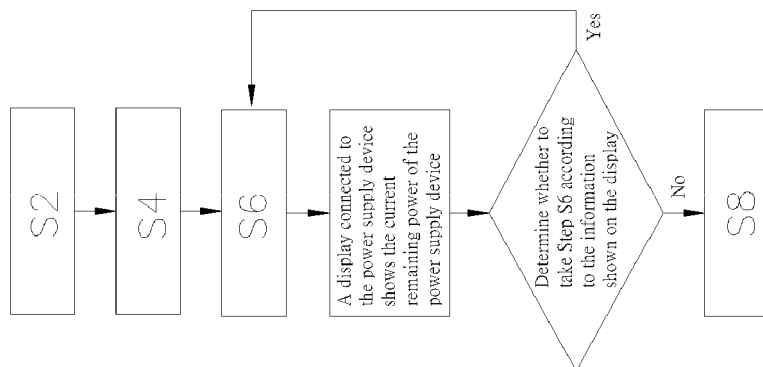 S2
S4
S6
A display connected to
the power supply device
shows the current
remaining power of the
power supply device
Determine whether to
take Step S6 according
to the information
shown on the display
Yes
No
S8